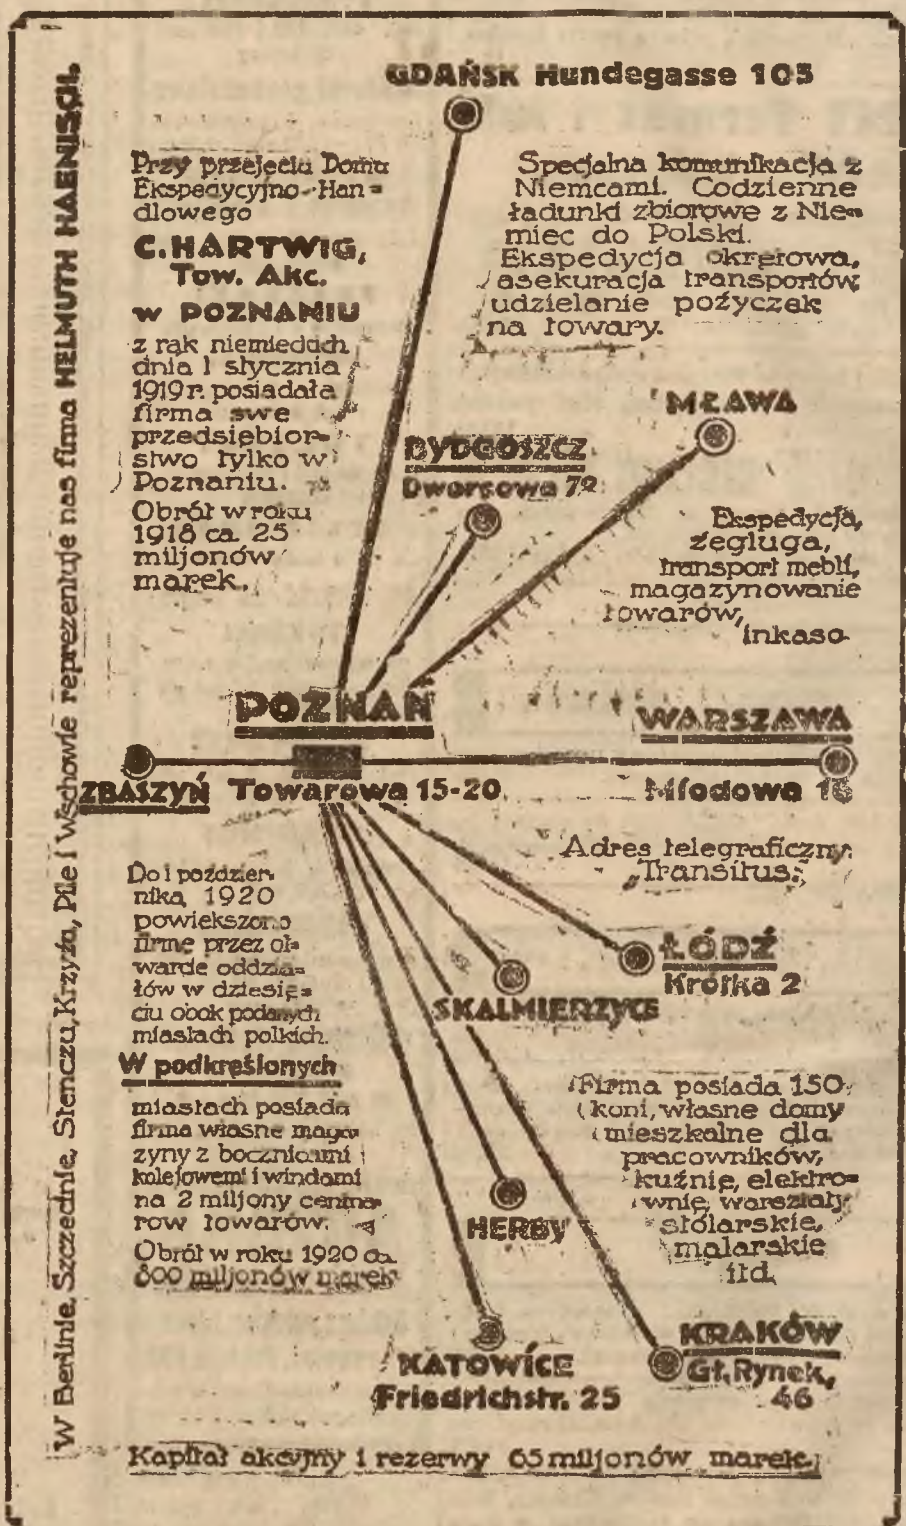 GDAŃSK Hundegasse 105
Przy przejęciu Domu
Ekspedycyjno-Han=
dlowego
C. HARTWIG,
Tow. Akc.
w POZNANIU
z rąk niemieckich
dnia 1 stycznia
1919 r. posiadała
firma swe
przedsiębior=
stwo tylko w
Poznaniu.
Obrót w roku
1918 ca. 25
miljonów
marek.
Specjalna komunikacja z
Niemcami. Codzienne
ładunki zbiorowe z Nie=
miec do Polski.
Ekspedycja okrętowa,
asekuracja transportów,
udzielanie pożyczek
na towary.
MŁAWA
BYDGOSZCZ
Dworcowa 72
Ekspedycja,
żegluga,
transport mebli,
magazynowanie
towarów,
inkaso
POZNAŃ
WARSZAWA
ZBASZYŃ Towarowa 15-20
Miodowa
Adres telegraficzny:
„Transitus."
Do 1 paździer
nika 1920
powiekszono
firmę przez ot=
warcie oddzia=
łów w dziesię=
ciu obok podanych
miastach polkich.
W podkreślonych
miastach posiada
firma własne maga
zyny z bocznicami
kolejowemi i windami
na 2 miljony centna=
row towarów.
Obrót w roku 1920 ca.
800 miljonów marek
ŁÓDŹ
Krótka 2
SKALMIERZYCE
Firma posiada 150
koni, własne domy
mieszkalne dla
pracowników,
kuźnię, elektro=
wnię, warsztaty
stolarskie,
malarskie
itd.
HERBY
KATOWICE
Friedrichstr. 25
KRAKÓW
Gł. Rynek,
46
Kapitał akcyjny i rezerwy 65 miljonów marek.
W Berlinie, Szczecinie, Stenczu, Krzyżu, Pile i Wschowie reprezentuje nas firma HELMUTH HAENISCH.